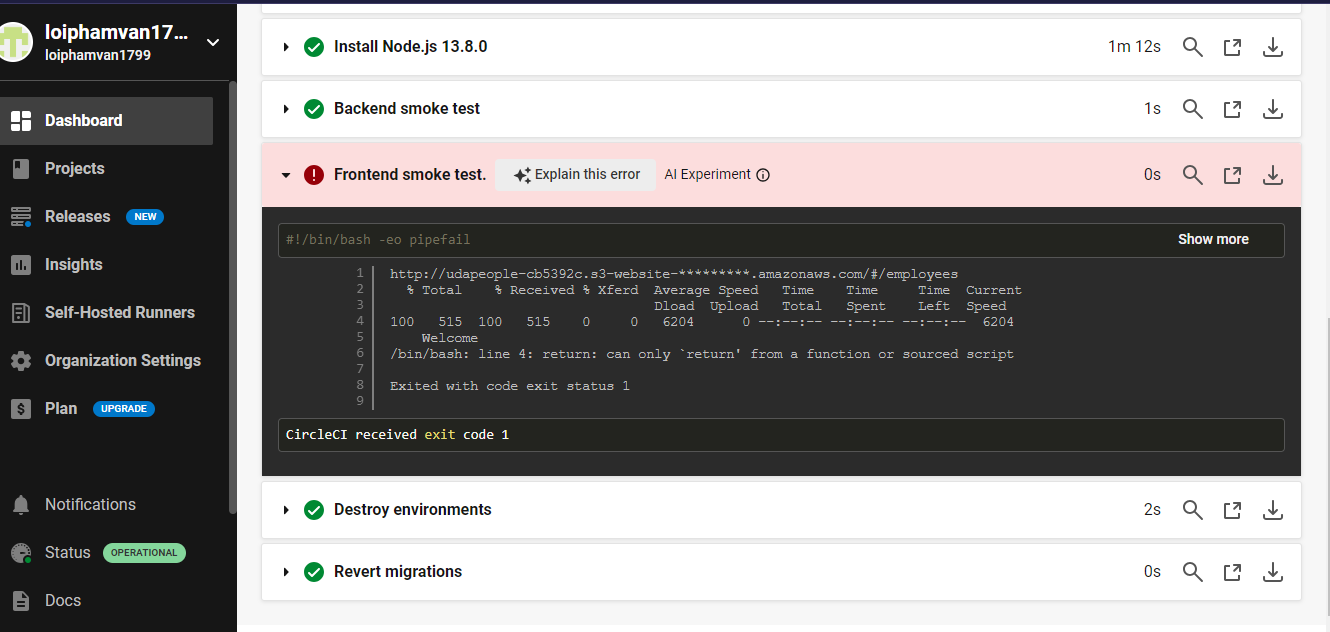 loiphamvan17...
loiphamvan1799
Dashboard
Projects
Releases NEW
Insights
Self-Hosted Runners
Organization Settings
Plan UPGRADE
Notifications
Status OPERATIONAL
Docs
Install Node.js 13.8.0 1m 12s
Backend smoke test 1s
Frontend smoke test. Explain this error AI Experiment 0s
#!/bin/bash -eo pipefail Show more
1 http://udapeople-cb5392c.s3-website-*********.amazonaws.com/#/employees
2 % Total % Received % Xferd Average Speed Time Time Time Current
3 Dload Upload Total Spent Left Speed
4 100 515 100 515 0 0 6204 0 --:--:-- --:--:-- --:--:-- 6204
5 Welcome
6 /bin/bash: line 4: return: can only `return' from a function or sourced script
7
8 Exited with code exit status 1
9
CircleCI received exit code 1
Destroy environments 2s
Revert migrations 0s